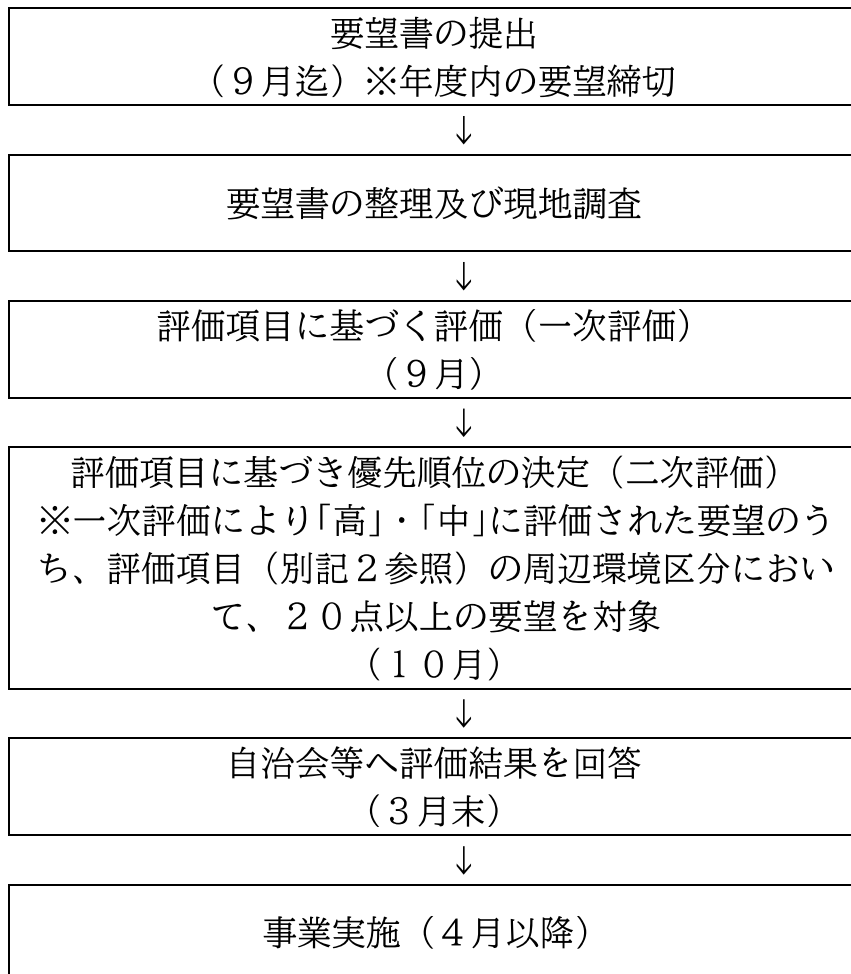 要望書の提出
（９月迄）※年度内の要望締切
↓
要望書の整理及び現地調査
↓
評価項目に基づく評価（一次評価）
（９月）
↓
評価項目に基づき優先順位の決定（二次評価）
※一次評価により｢高｣・｢中｣に評価された要望のう
ち、評価項目（別記２参照）の周辺環境区分におい
て、２０点以上の要望を対象
（１０月）
↓
自治会等へ評価結果を回答
（３月末）
↓
事業実施（４月以降）